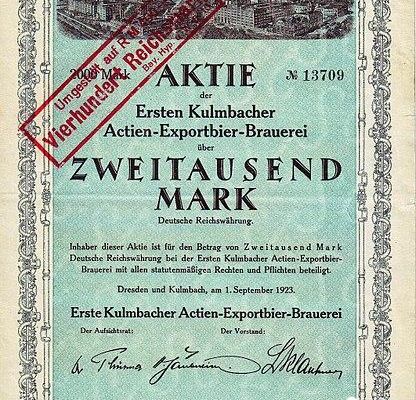 Umgestellt auf R
Vierhundert Reichsmark
Bay. Hyp.
2000 Mark
AKTIE
№ 13709
der
Ersten Kulmbacher
Actien-Exportbier-Brauerei
über
ZWEITAUSEND
MARK
Deutsche Reichswährung.
Inhaber dieser Aktie ist für den Betrag von Zweitausend Mark
Deutsche Reichswährung bei der Ersten Kulmbacher Actien-Exportbier-
Brauerei mit allen statutenmäßigen Rechten und Pflichten beteiligt.
Dresden und Kulmbach, am 1. September 1923.
Erste Kulmbacher Actien-Exportbier-Brauerei
Der Aufsichtsrat:
Der Vorstand: